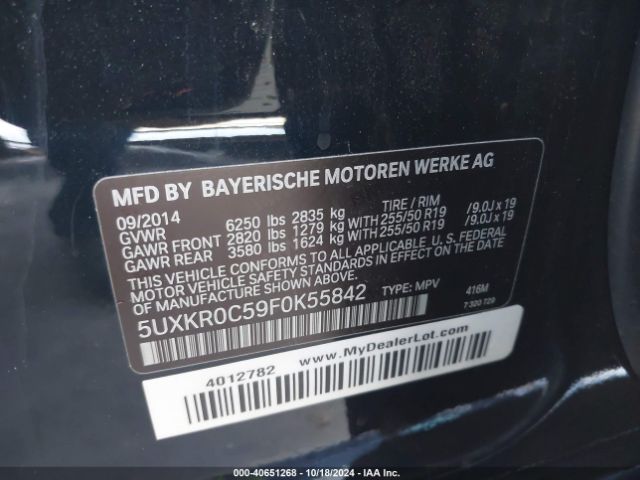 MFD BY BAYERISCHE MOTOREN WERKE AG
09/2014 TIRE / RIM
GVWR 6250 lbs 2835 kg
GAWR FRONT 2820 lbs 1279 kg WITH 255/50 R19 /9.0J x 19
GAWR REAR 3580 lbs 1624 kg WITH 255/50 R19 /9.0J x 19
THIS VEHICLE CONFORMS TO ALL APPLICABLE U.S. FEDERAL
MOTOR VEHICLE SAFETY STANDARDS IN EFFECT ON THE DATE
OF MANUFACTURE SHOWN ABOVE.
5UXKR0C59F0K55842 TYPE: MPV 416M
7 320 729
4012782 www.MyDealerLot.com
000-40651268 | 10/18/2024 - IAA Inc.